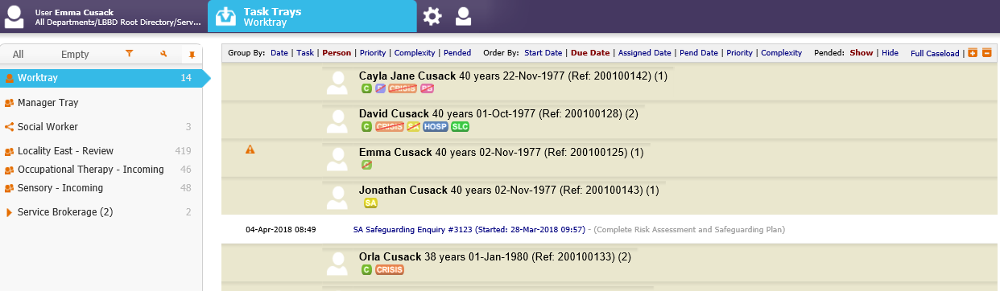 User Emma Cusack
All Departments/LBBD Root Directory/Serv...
Task Trays
Worktray
All Empty
Group By: Date | Task | Person | Priority | Complexity | Pended Order By: Start Date | Due Date | Assigned Date | Pend Date | Priority | Complexity Pended: Show | Hide Full Caseload |
Worktray 14
Manager Tray
Social Worker 3
Locality East - Review 419
Occupational Therapy - Incoming 46
Sensory - Incoming 48
Service Brokerage (2) 2
Cayla Jane Cusack 40 years 22-Nov-1977 (Ref: 200100142) (1)
C CRISIS PB
David Cusack 40 years 01-Oct-1977 (Ref: 200100128) (2)
C CRISIS SA HOSP SLC
Emma Cusack 40 years 02-Nov-1977 (Ref: 200100125) (1)
Jonathan Cusack 40 years 02-Nov-1977 (Ref: 200100143) (1)
SA
04-Apr-2018 08:49 SA Safeguarding Enquiry #3123 (Started: 28-Mar-2018 09:57) - (Complete Risk Assessment and Safeguarding Plan)
Orla Cusack 38 years 01-Jan-1980 (Ref: 200100133) (2)
C CRISIS